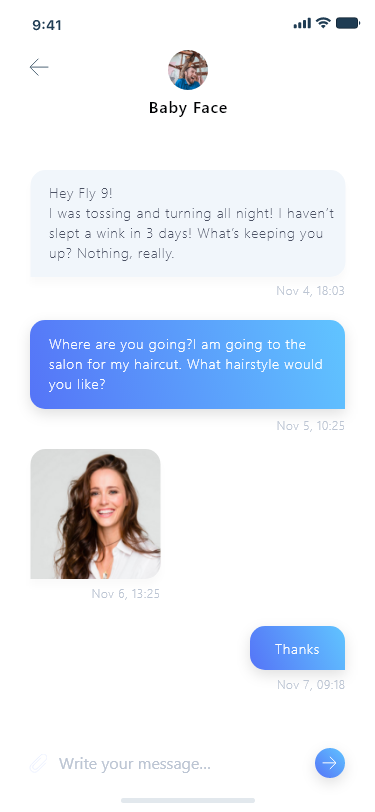 9:41
Baby Face
Hey Fly 9!
I was tossing and turning all night! I haven’t
slept a wink in 3 days! What’s keeping you
up? Nothing, really.
Nov 4, 18:03
Where are you going?I am going to the
salon for my haircut. What hairstyle would
you like?
Nov 5, 10:25
Nov 6, 13:25
Thanks
Nov 7, 09:18
Write your message...